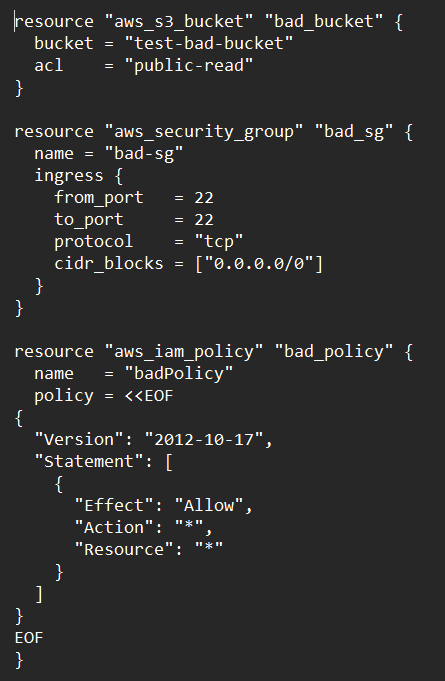 resource "aws_s3_bucket" "bad_bucket" {
  bucket = "test-bad-bucket"
  acl    = "public-read"
}

resource "aws_security_group" "bad_sg" {
  name = "bad-sg"
  ingress {
    from_port   = 22
    to_port     = 22
    protocol    = "tcp"
    cidr_blocks = ["0.0.0.0/0"]
  }
}

resource "aws_iam_policy" "bad_policy" {
  name   = "badPolicy"
  policy = <<EOF
{
  "Version": "2012-10-17",
  "Statement": [
    {
      "Effect": "Allow",
      "Action": "*",
      "Resource": "*"
    }
  ]
}
EOF
}